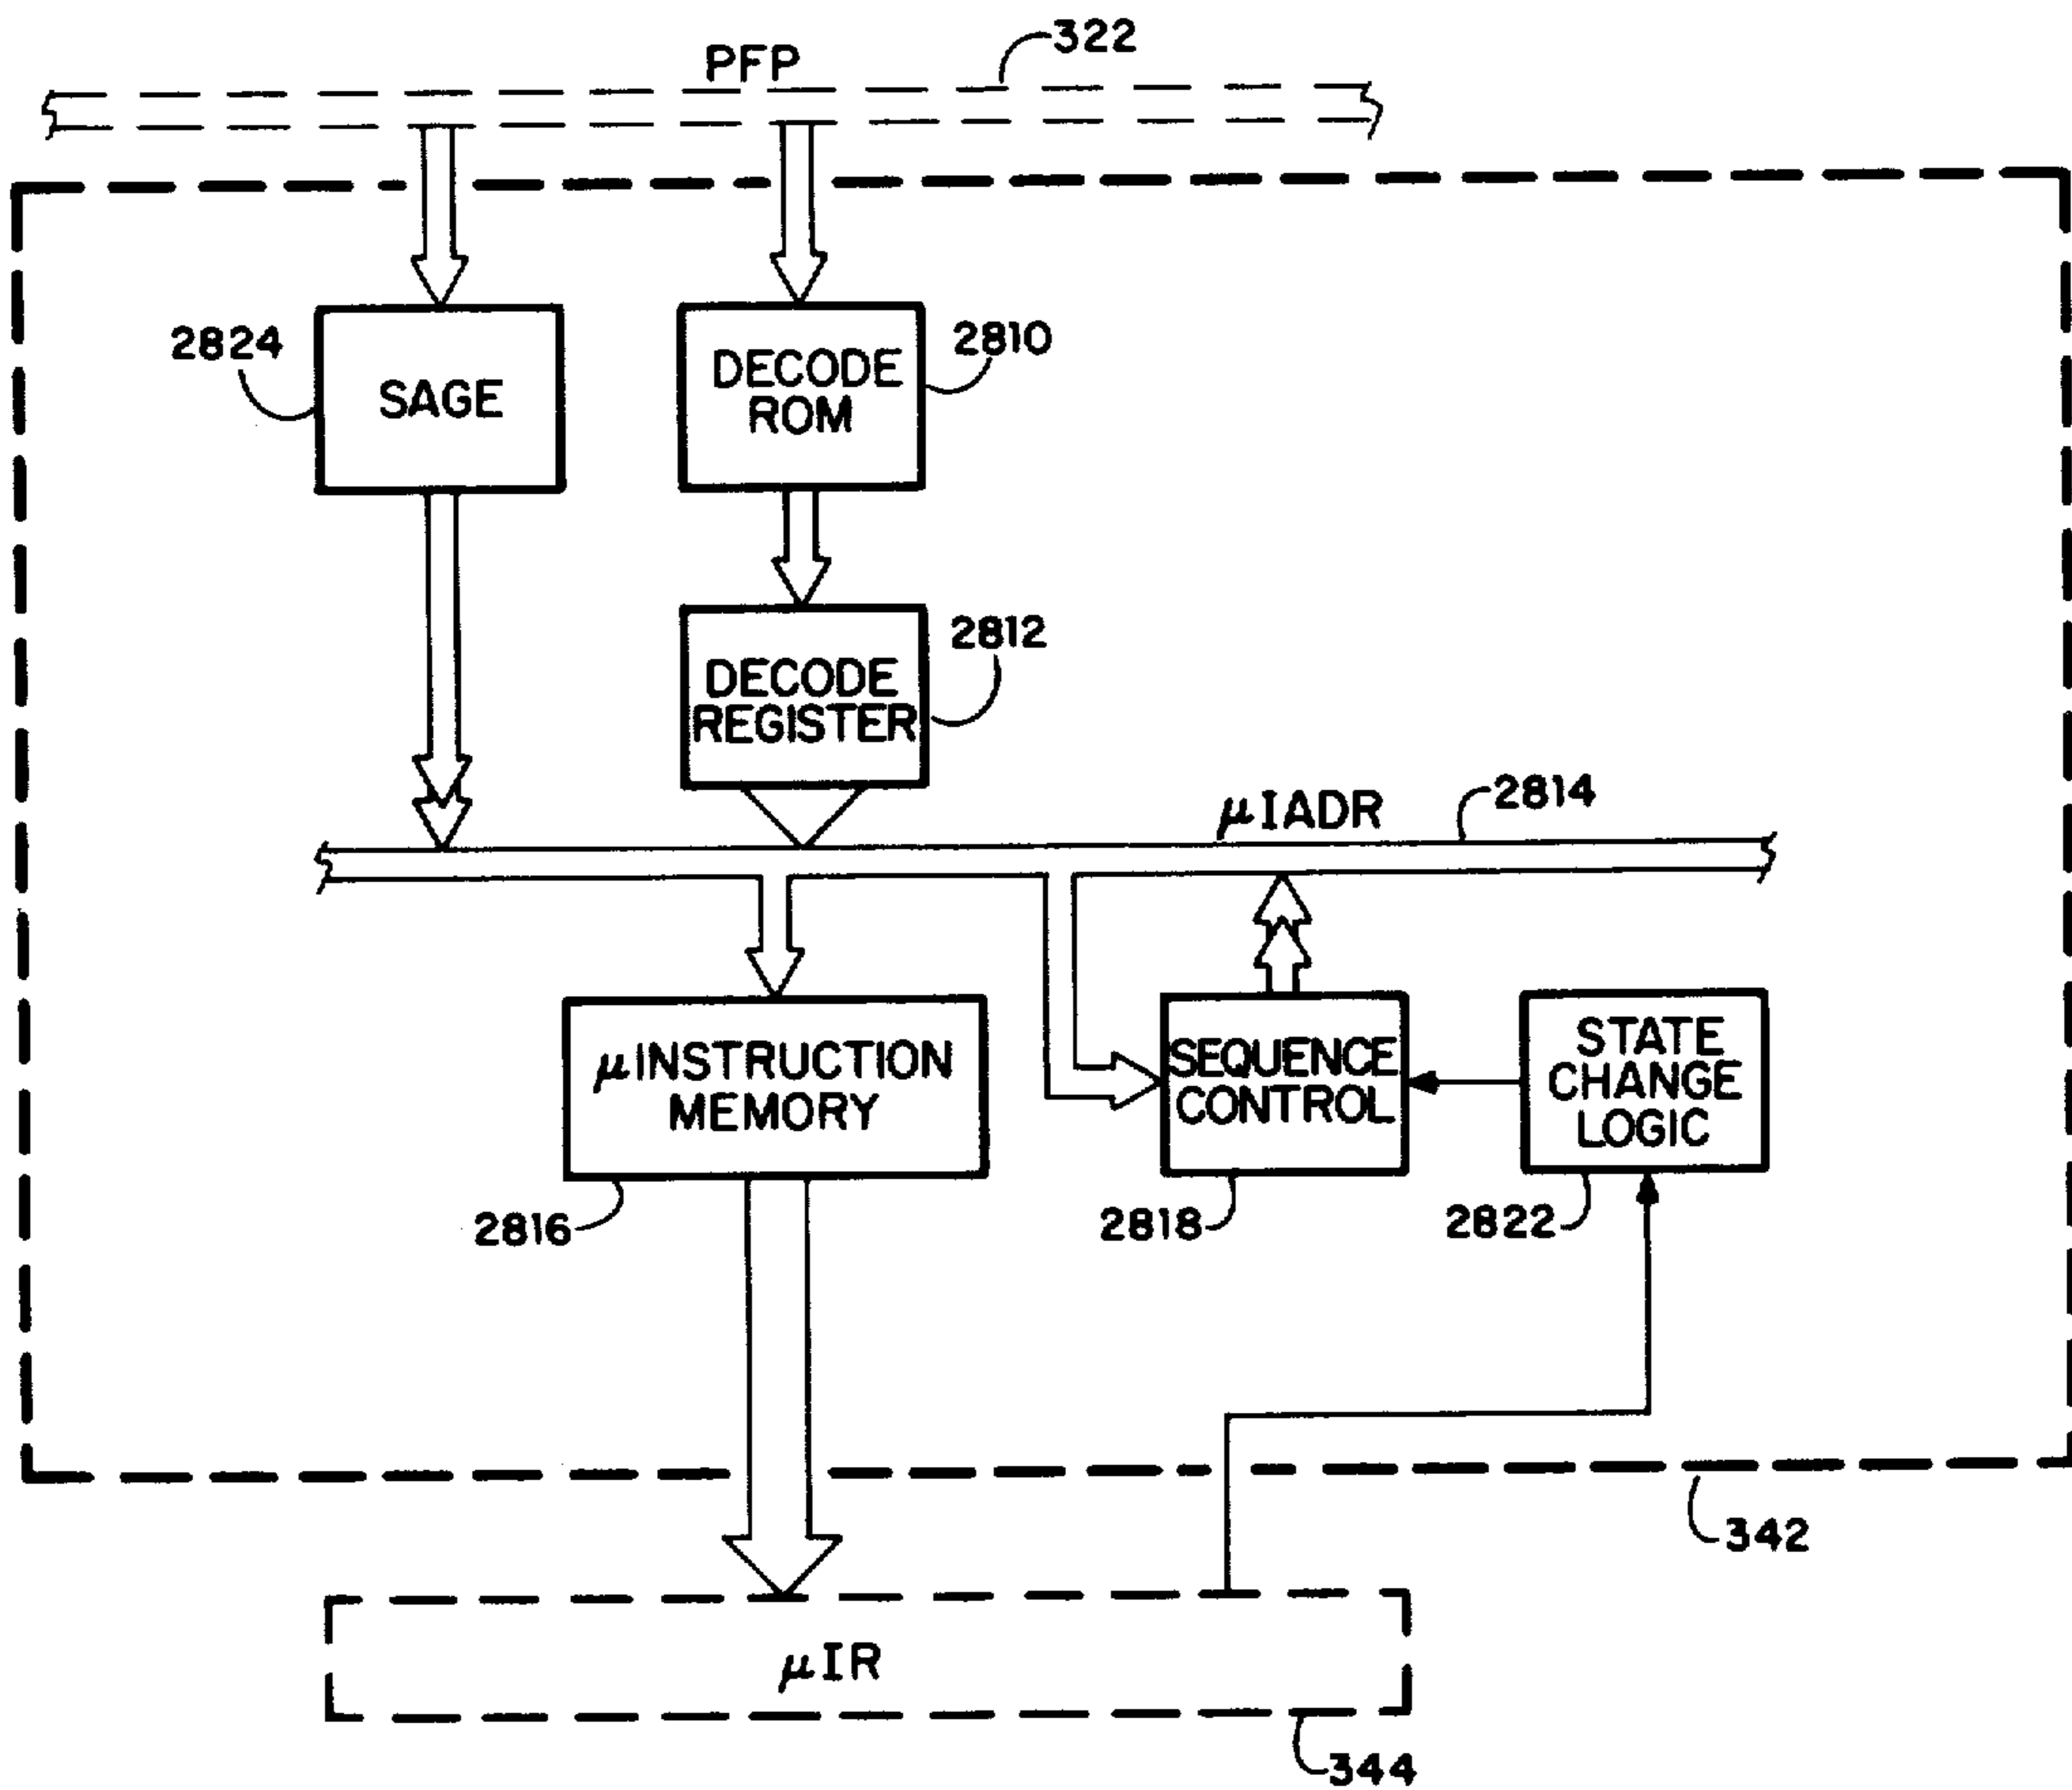 322
PFP
2824
SAGE
DECODE
ROM
2810
DECODE
REGISTER
2812
μIADR
2814
μINSTRUCTION
MEMORY
2816
SEQUENCE
CONTROL
2818
STATE
CHANGE
LOGIC
2822
342
μIR
344